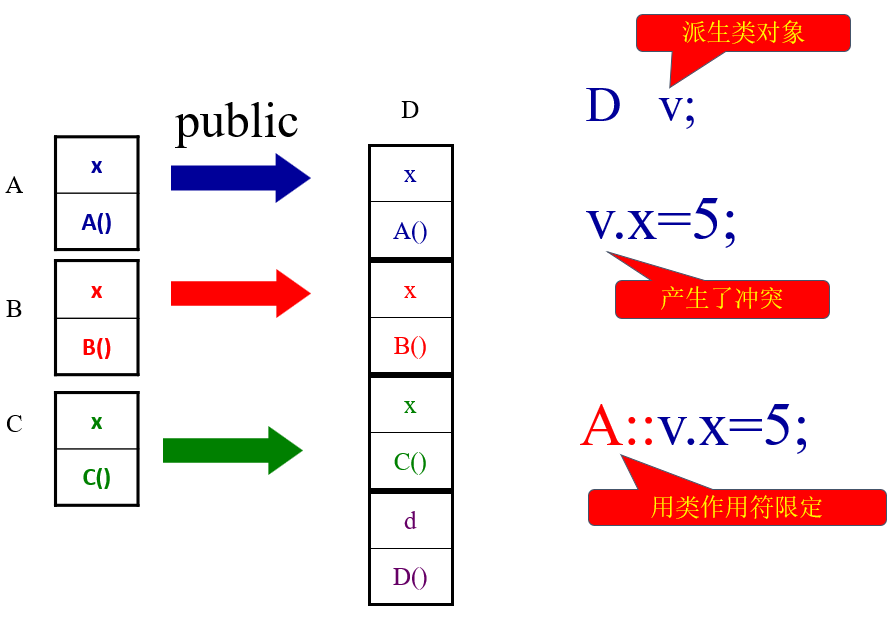 派生类对象
D v;
public
D
A
x
A()
x
A()
v.x=5;
产生了冲突
B
x
B()
x
B()
C
x
C()
x
C()
A::v.x=5;
用类作用符限定
d
D()